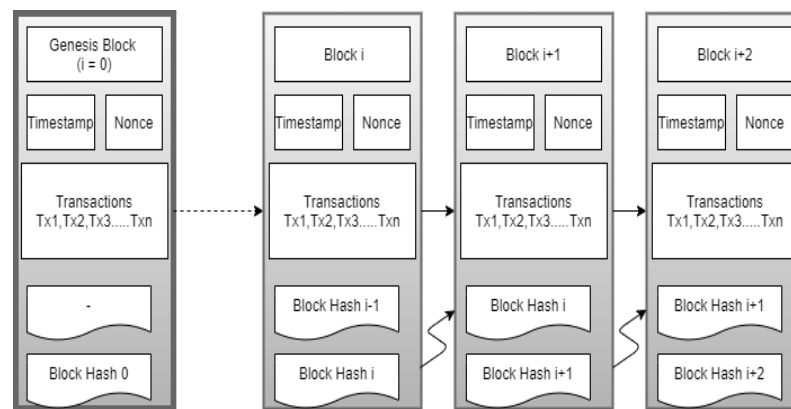 Genesis Block
(i = 0)
Timestamp
Nonce
Transactions
Tx1,Tx2,Tx3.....Txn
-
Block Hash 0
Block i
Timestamp
Nonce
Transactions
Tx1,Tx2,Tx3.....Txn
Block Hash i-1
Block Hash i
Block i+1
Timestamp
Nonce
Transactions
Tx1,Tx2,Tx3.....Txn
Block Hash i
Block Hash i+1
Block i+2
Timestamp
Nonce
Transactions
Tx1,Tx2,Tx3.....Txn
Block Hash i+1
Block Hash i+2